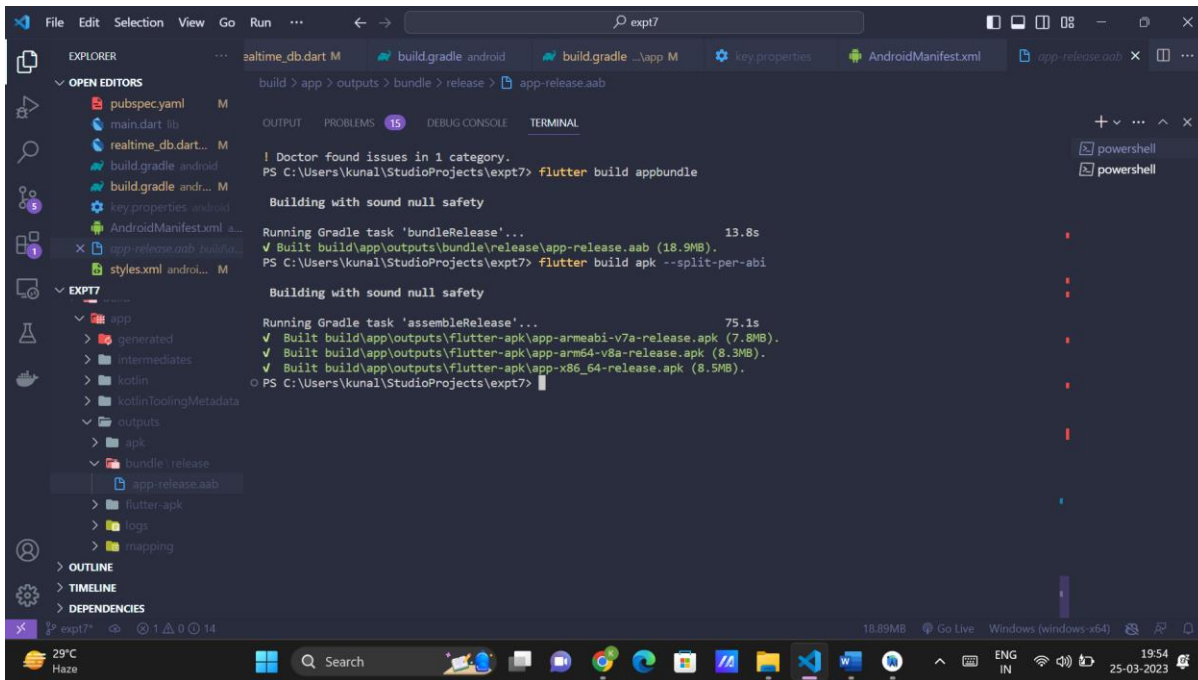 File Edit Selection View Go Run ··· expt7
EXPLORER ···
OPEN EDITORS
pubspec.yaml M
main.dart lib
realtime_db.dart... M
build.gradle android
build.gradle andr... M
key.properties android
AndroidManifest.xml a...
app-release.aab build\a...
styles.xml androi... M
EXPT7
app
generated
intermediates
kotlin
kotlinToolingMetadata
outputs
apk
bundle \ release
app-release.aab
flutter-apk
logs
mapping
OUTLINE
TIMELINE
DEPENDENCIES
ealtime_db.dart M build.gradle android build.gradle ...\app M key.properties AndroidManifest.xml app-release.aab
build > app > outputs > bundle > release > app-release.aab
OUTPUT PROBLEMS 15 DEBUG CONSOLE TERMINAL
! Doctor found issues in 1 category.
PS C:\Users\kunal\StudioProjects\expt7> flutter build appbundle
Building with sound null safety
Running Gradle task 'bundleRelease'... 13.8s
√ Built build\app\outputs\bundle\release\app-release.aab (18.9MB).
PS C:\Users\kunal\StudioProjects\expt7> flutter build apk --split-per-abi
Building with sound null safety
Running Gradle task 'assembleRelease'... 75.1s
√ Built build\app\outputs\flutter-apk\app-armeabi-v7a-release.apk (7.8MB).
√ Built build\app\outputs\flutter-apk\app-arm64-v8a-release.apk (8.3MB).
√ Built build\app\outputs\flutter-apk\app-x86_64-release.apk (8.5MB).
PS C:\Users\kunal\StudioProjects\expt7>
powershell
powershell
5
1
expt7* 1 0 14 18.89MB Go Live Windows (windows-x64)
29°C
Haze
Search
ENG
IN
19:54
25-03-2023